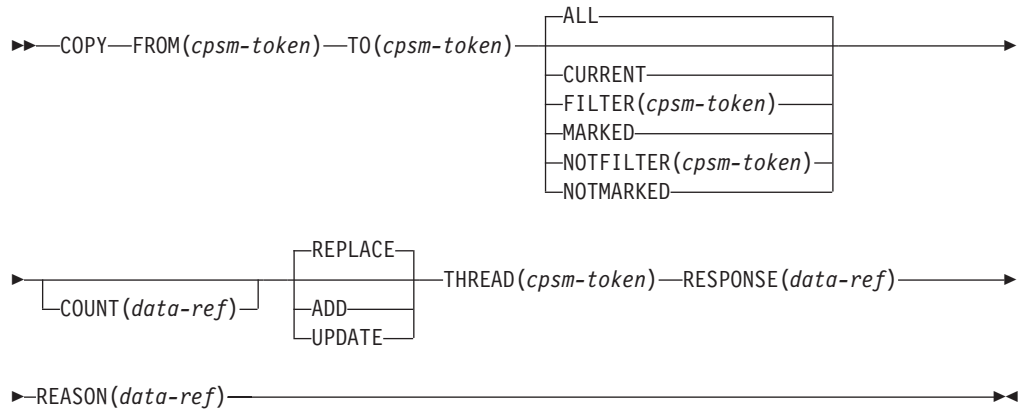 ALL
COPY FROM(cpsm-token) TO(cpsm-token)
CURRENT
FILTER(cpsm-token)
MARKED
NOTFILTER(cpsm-token)
NOTMARKED
REPLACE
THREAD(cpsm-token) RESPONSE(data-ref)
COUNT(data-ref)
ADD
UPDATE
REASON(data-ref)